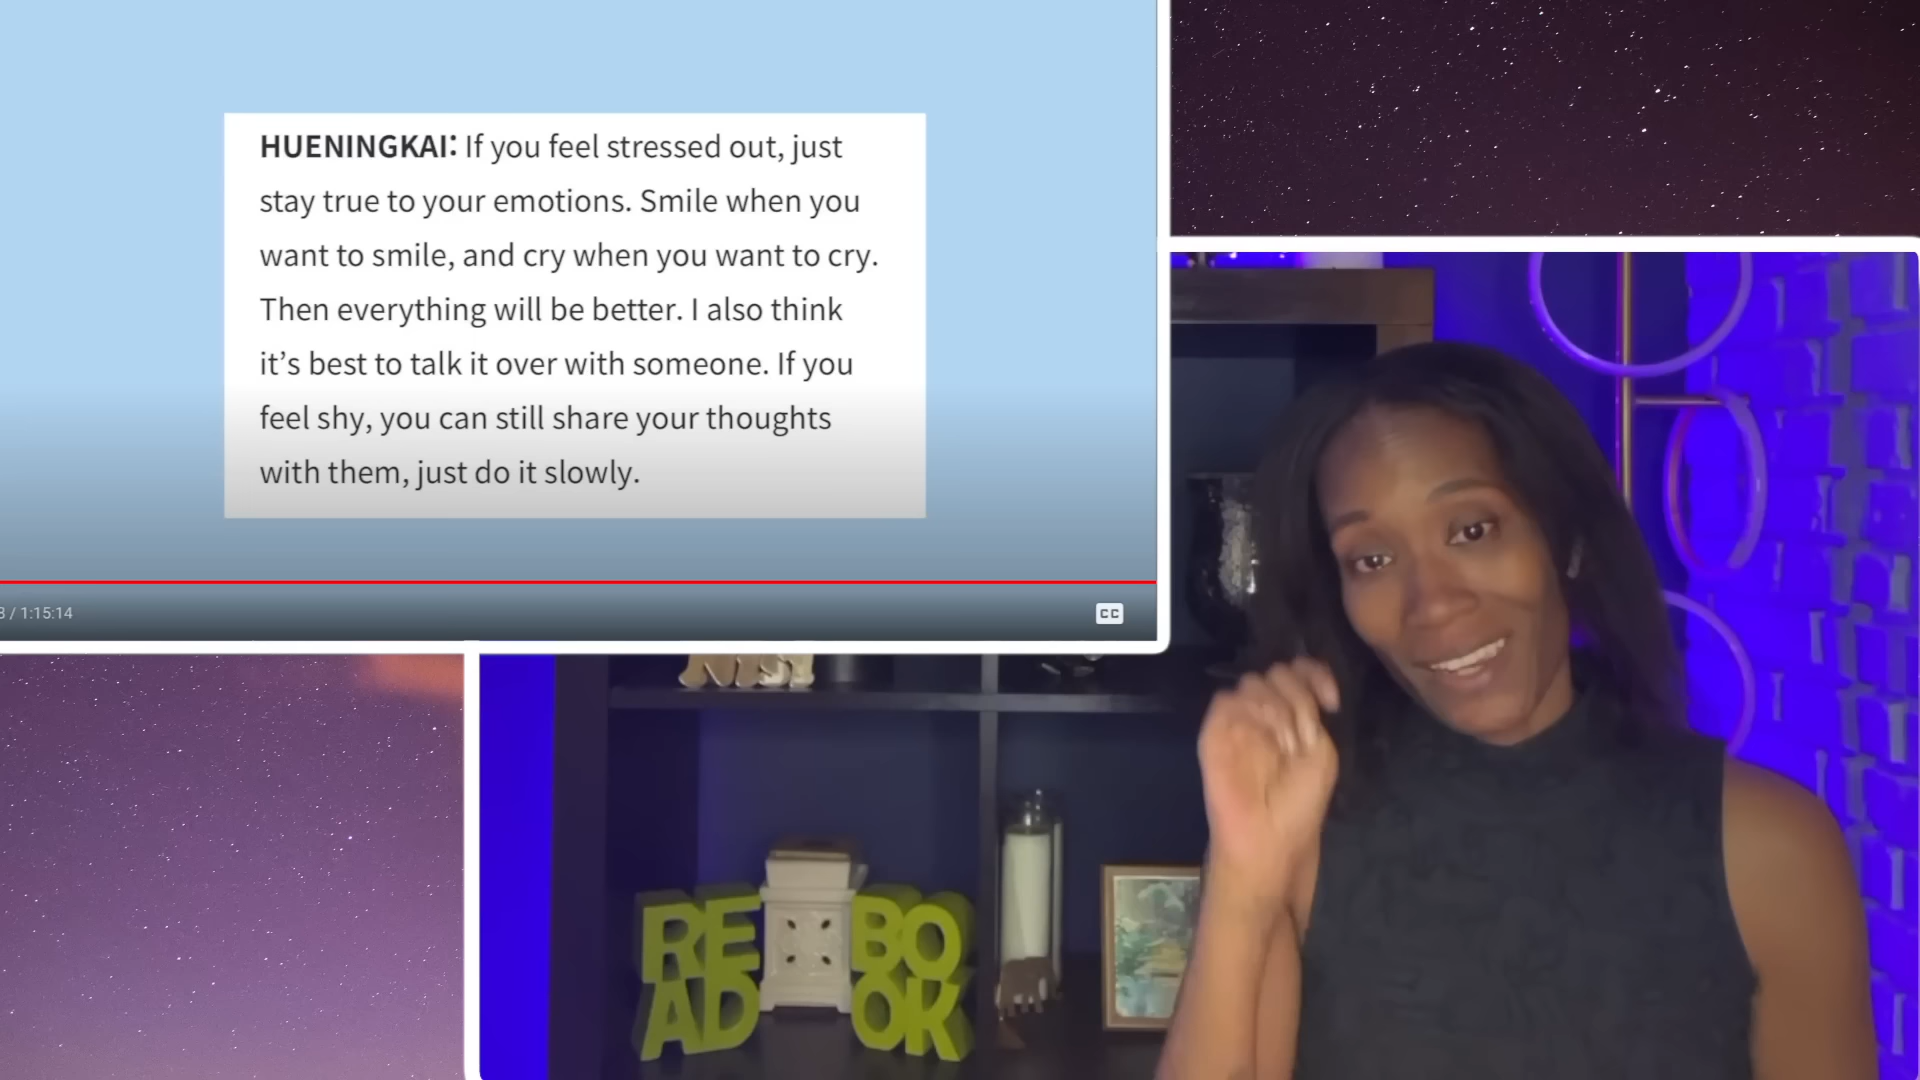 HUENINGKAI: If you feel stressed out, just
stay true to your emotions. Smile when you
want to smile, and cry when you want to cry.
Then everything will be better. I also think
it’s best to talk it over with someone. If you
feel shy, you can still share your thoughts
with them, just do it slowly.
/ 1:15:14
CC
RE
AD
BO
OK